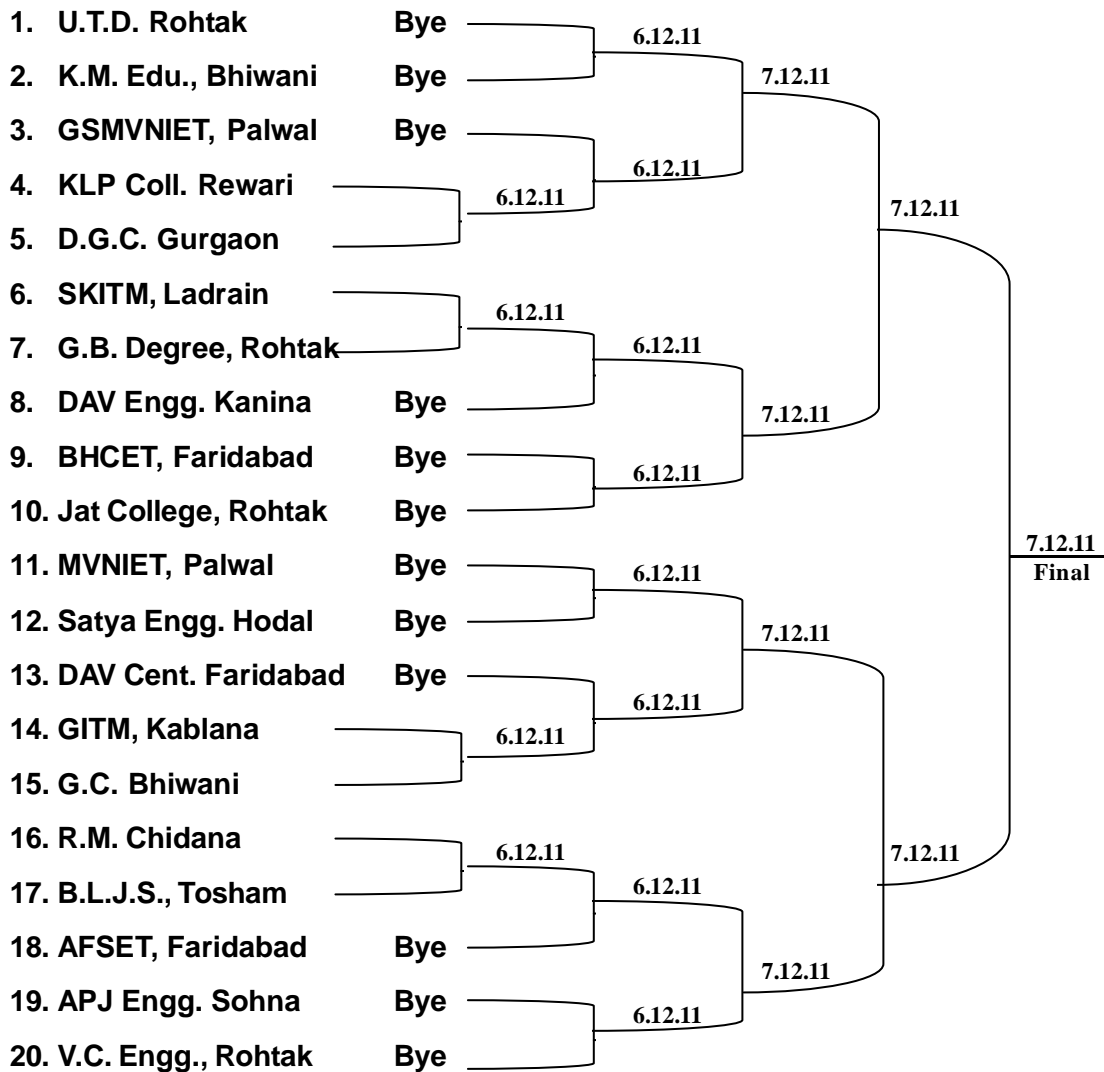 1. U.T.D. Rohtak Bye
6.12.11
2. K.M. Edu., Bhiwani Bye
7.12.11
3. GSMVNIET, Palwal Bye
6.12.11
4. KLP Coll. Rewari
6.12.11
7.12.11
5. D.G.C. Gurgaon
6. SKITM, Ladrain
6.12.11
7. G.B. Degree, Rohtak
6.12.11
8. DAV Engg. Kanina Bye
7.12.11
9. BHCET, Faridabad Bye
6.12.11
10. Jat College, Rohtak Bye
7.12.11
Final
11. MVNIET, Palwal Bye
6.12.11
12. Satya Engg. Hodal Bye
7.12.11
13. DAV Cent. Faridabad Bye
6.12.11
14. GITM, Kablana
6.12.11
15. G.C. Bhiwani
16. R.M. Chidana
6.12.11
7.12.11
17. B.L.J.S., Tosham
6.12.11
18. AFSET, Faridabad Bye
7.12.11
19. APJ Engg. Sohna Bye
6.12.11
20. V.C. Engg., Rohtak Bye